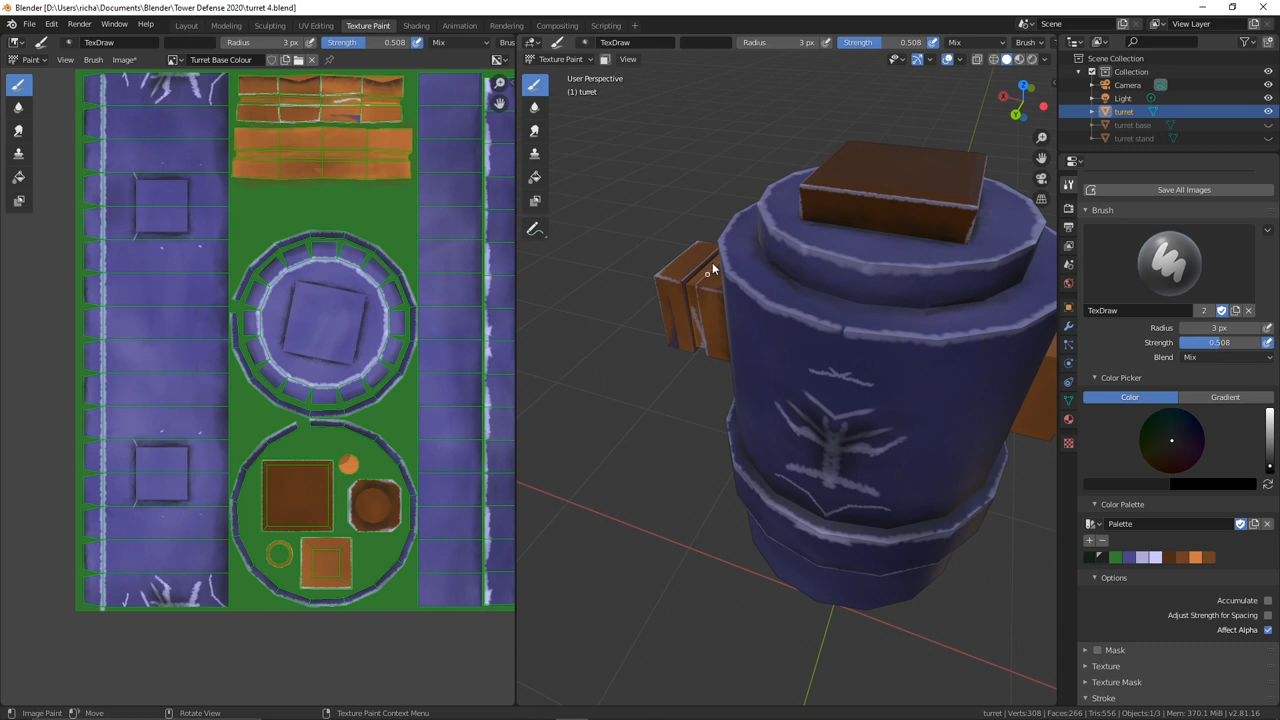 Blender [D:\Users\richa\Documents\Blender\Tower Defense 2020\turret 4.blend]
File Edit Render Window Help Layout Modeling Sculpting UV Editing Texture Paint Shading Animation Rendering Compositing Scripting + Scene View Layer
TexDraw Radius 3 px Strength 0.508 Mix Brus
TexDraw Radius 3 px Strength 0.508 Mix Brush
Paint View Brush Image* Turret Base Colour
Texture Paint View
User Perspective
(1) turret
Z
Y
X
Scene Collection
Collection
Camera
Light
turret
turret base
turret stand
Save All Images
Brush
TexDraw 2
Radius 3 px
Strength 0.508
Blend Mix
Color Picker
Color Gradient
Color Palette
Palette
Options
Accumulate
Adjust Strength for Spacing
Affect Alpha
Mask
Texture
Texture Mask
Stroke
Image Paint Move Rotate View Texture Paint Context Menu turret | Verts:308 | Faces:266 | Tris:556 | Objects:1/3 | Mem: 370.1 MiB | v2.81.16